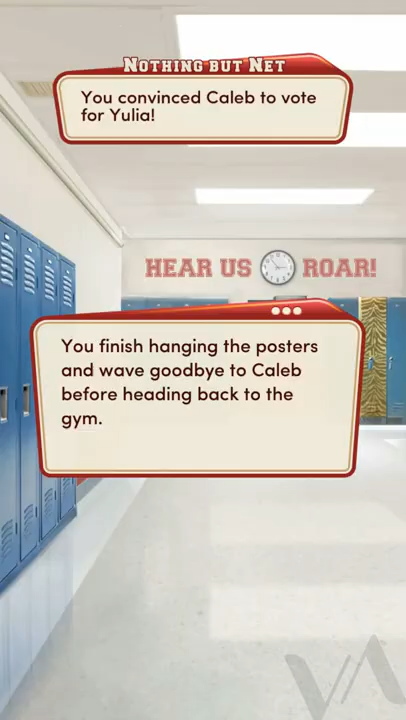 NOTHING BUT NET
You convinced Caleb to vote
for Yulia!
HEAR US ROAR!
You finish hanging the posters
and wave goodbye to Caleb
before heading back to the
gym.